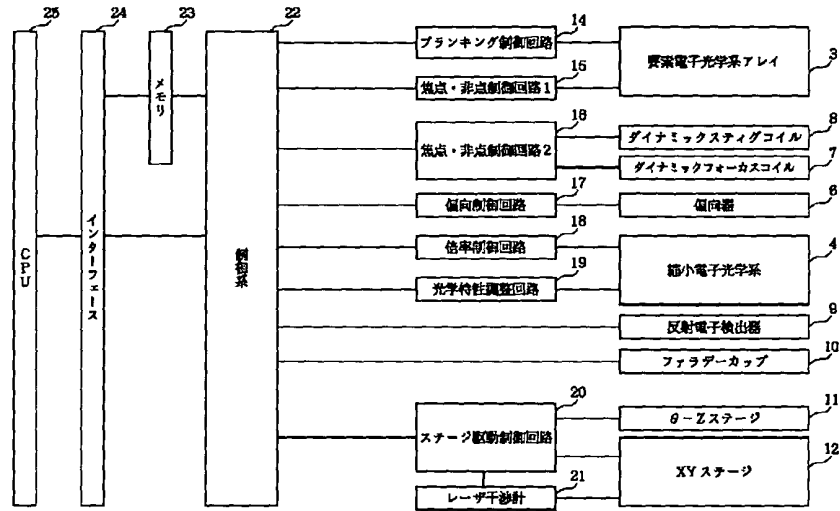 25
24
23
22
14
ブランキング制御回路
要素電子光学系アレイ
3
15
焦点・非点制御回路1
メモリ
16
焦点・非点制御回路2
ダイナミックスティグコイル
8
ダイナミックフォーカスコイル
7
17
偏向制御回路
偏向器
6
18
倍率制御回路
縮小電子光学系
4
19
光学特性調整回路
CPU
インターフェース
制御系
反射電子検出器
9
ファラデーカップ
10
20
ステージ駆動制御回路
θ-Zステージ
11
XYステージ
12
21
レーザ干渉計